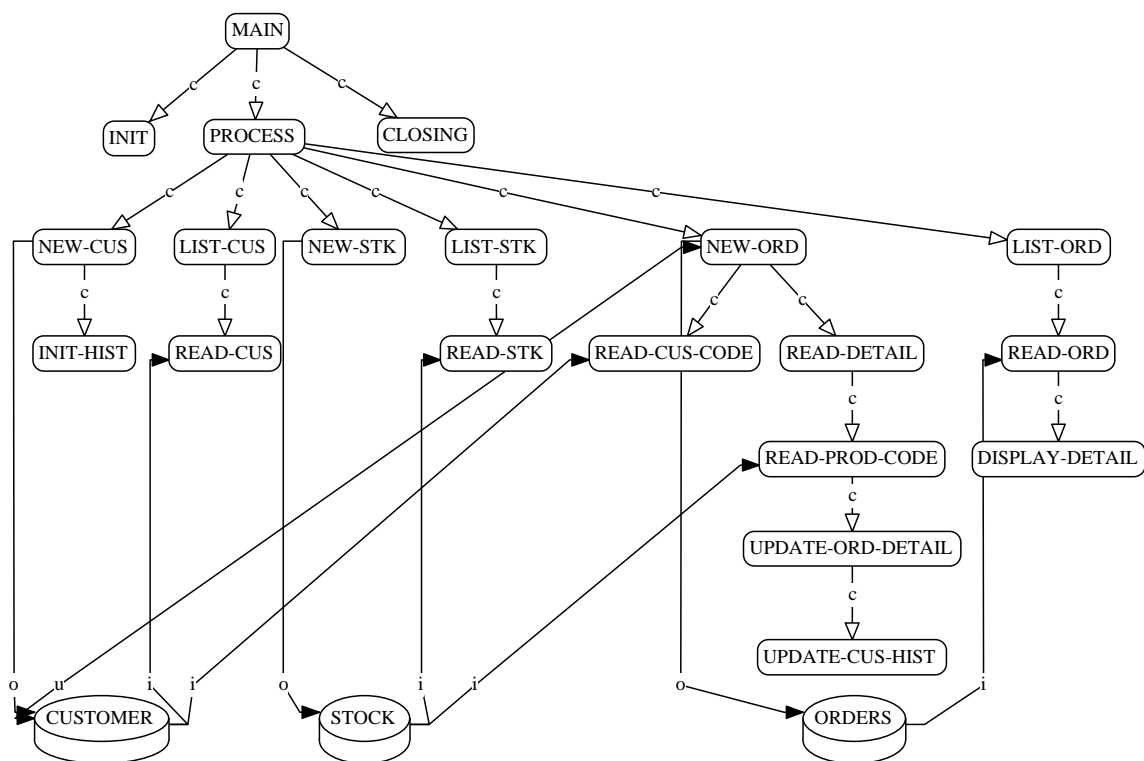 MAIN
c c c
INIT PROCESS CLOSING
c c c c c c
NEW-CUS LIST-CUS NEW-STK LIST-STK NEW-ORD LIST-ORD
c c c c c c
INIT-HIST READ-CUS READ-STK READ-CUS-CODE READ-DETAIL READ-ORD
c c
READ-PROD-CODE DISPLAY-DETAIL
c
UPDATE-ORD-DETAIL
c
UPDATE-CUS-HIST
o u i i o i i o i
CUSTOMER STOCK ORDERS